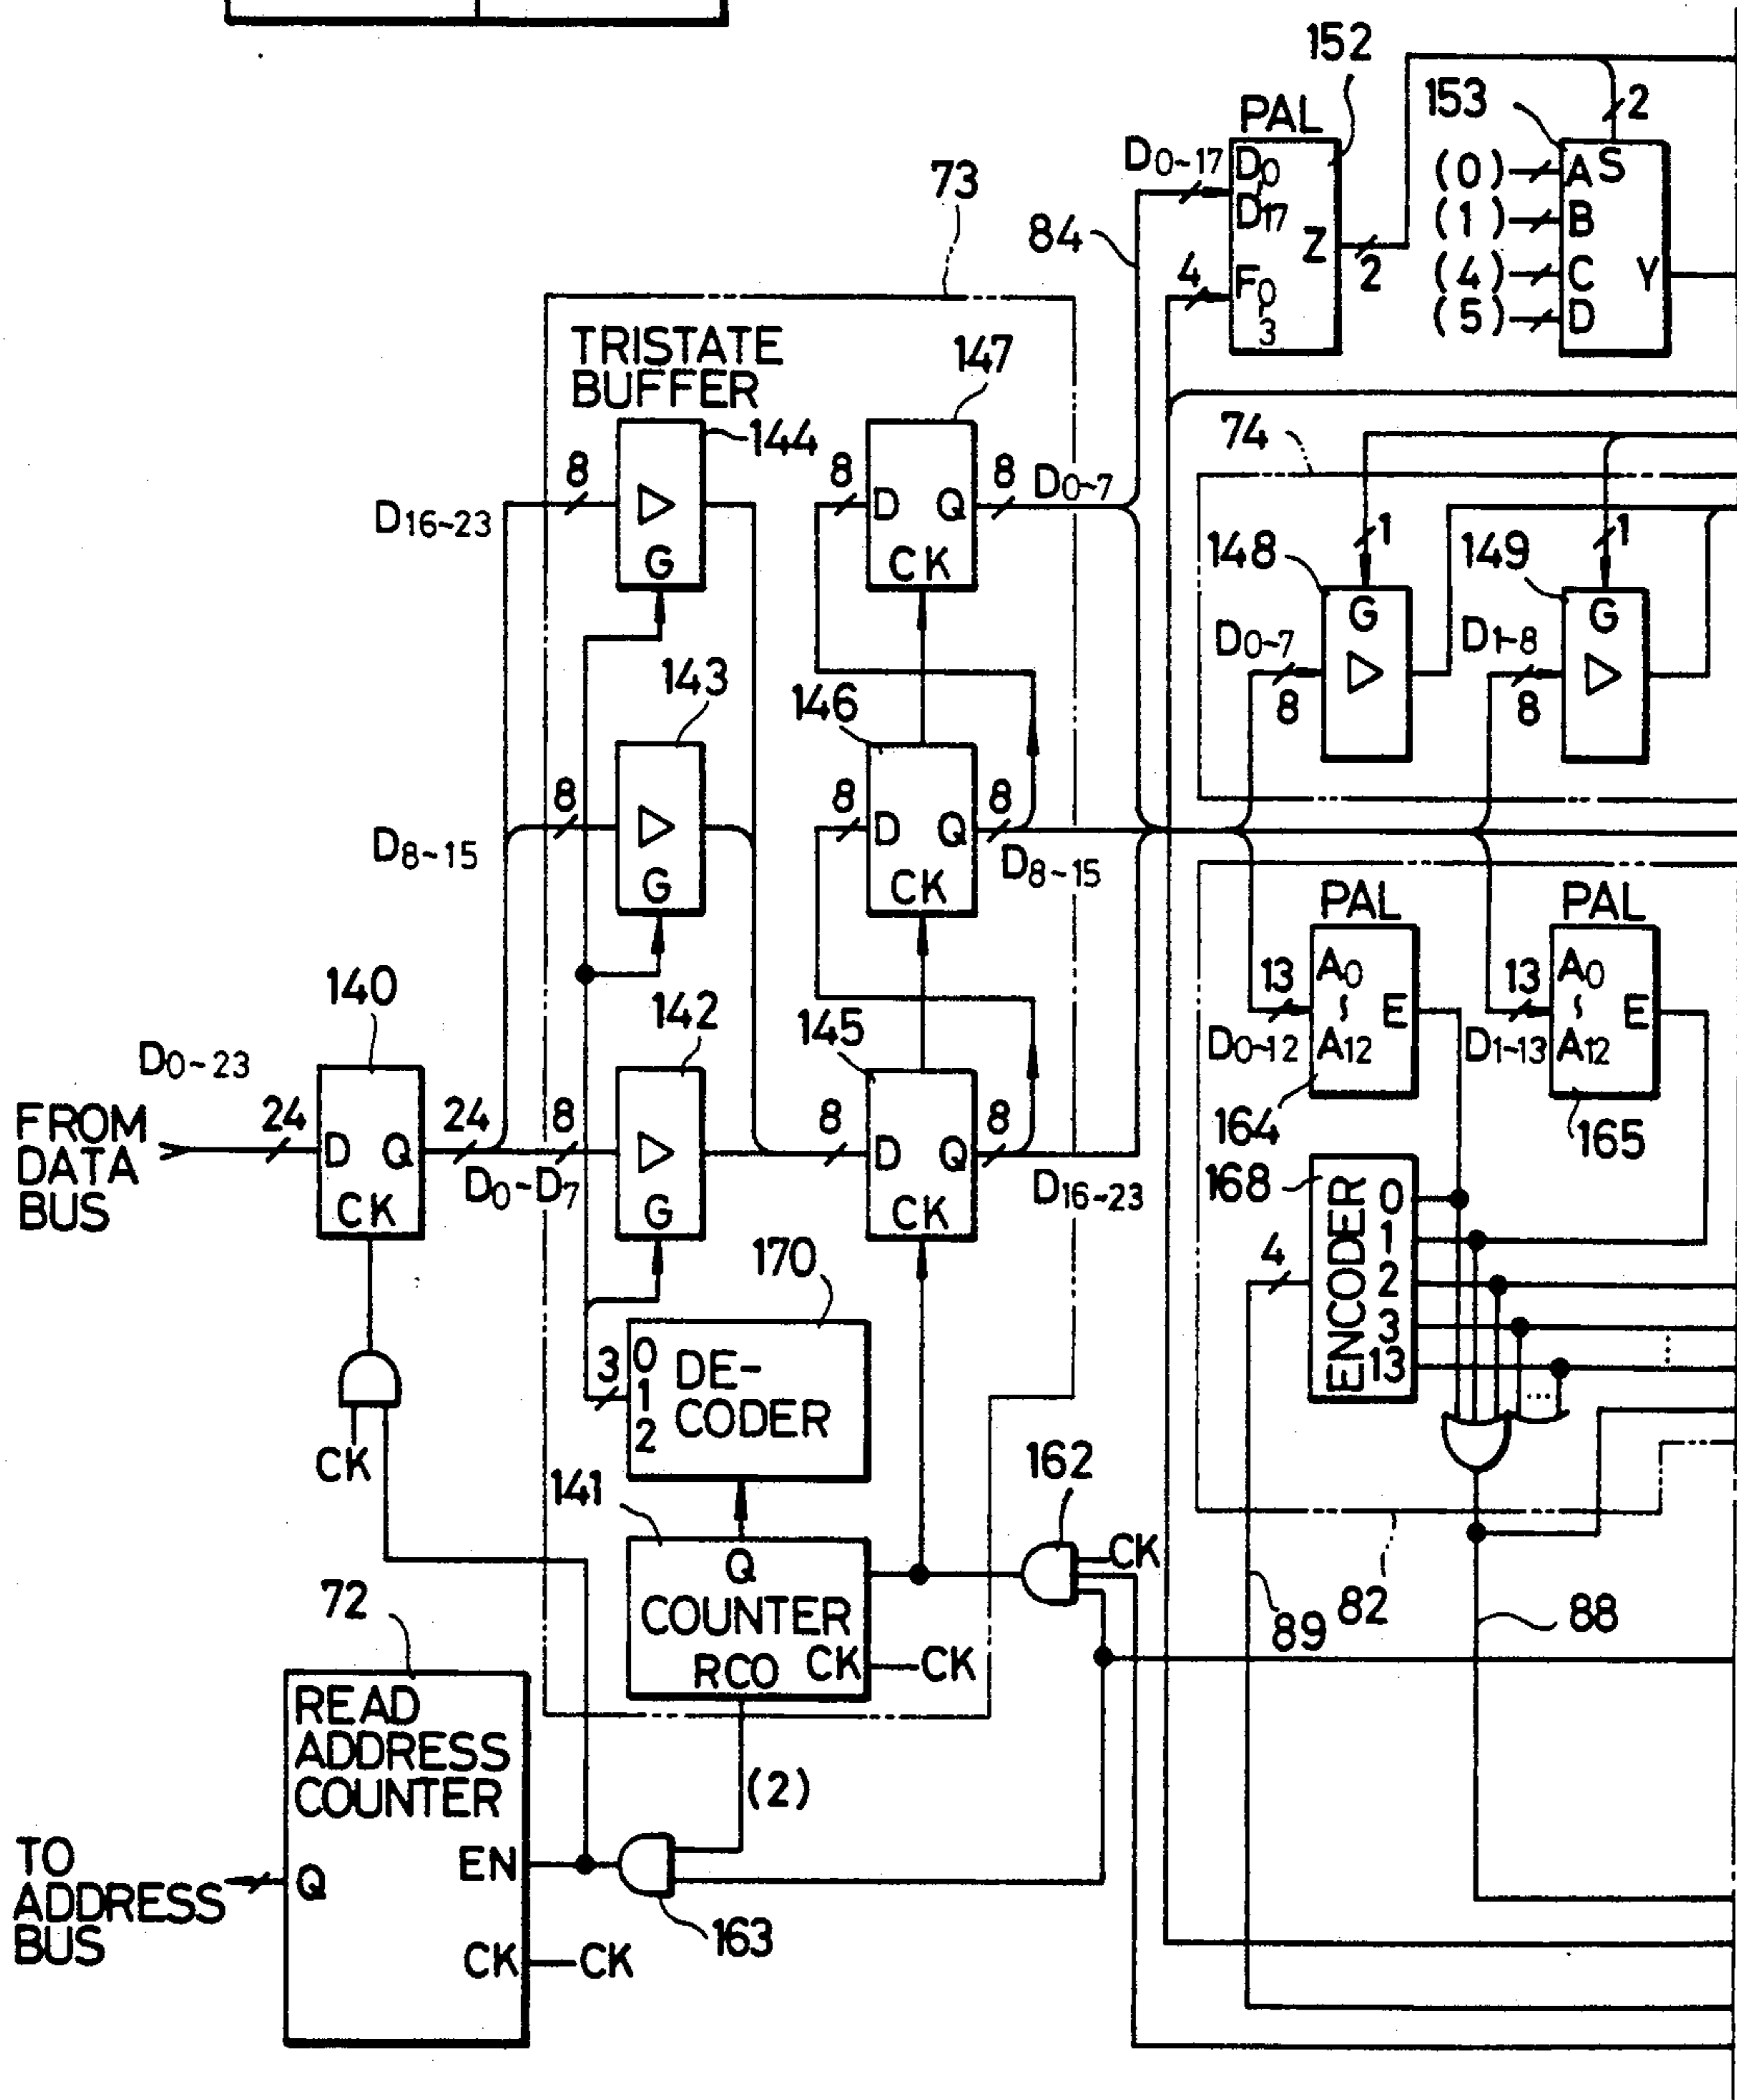 152
PAL
153
2
D0~17
D0
D17
Z
2
4
F0
3
(0)
A
S
(1)
B
(4)
C
Y
(5)
D
73
84
TRISTATE
BUFFER
144
147
8
D16~23
G
8
D
Q
CK
8
D0~7
74
148
1
149
1
G
G
D0~7
8
D1~8
8
143
146
8
D8~15
G
8
D
Q
CK
8
D8~15
PAL
PAL
13
A0
~
A12
E
D0~12
164
13
A0
~
A12
E
D1~13
165
140
142
145
D0~23
FROM
DATA
BUS
24
D
Q
CK
24
D0~D7
8
G
8
D
Q
CK
8
D16~23
168
ENCODER
0
1
2
3
13
4
170
3
0
1
2
DE-
CODER
CK
141
Q
COUNTER
RCO
CK
CK
162
CK
89
82
88
72
READ
ADDRESS
COUNTER
EN
Q
CK
CK
(2)
163
TO
ADDRESS
BUS